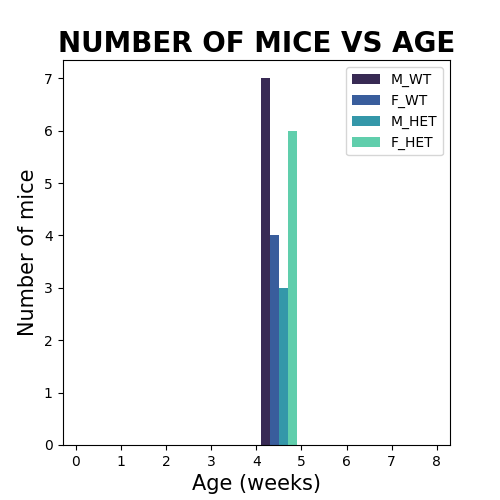 NUMBER OF MICE VS AGE
M_WT
F_WT
M_HET
F_HET
Number of mice
7
6
5
4
3
2
1
0
0 1 2 3 4 5 6 7 8
Age (weeks)